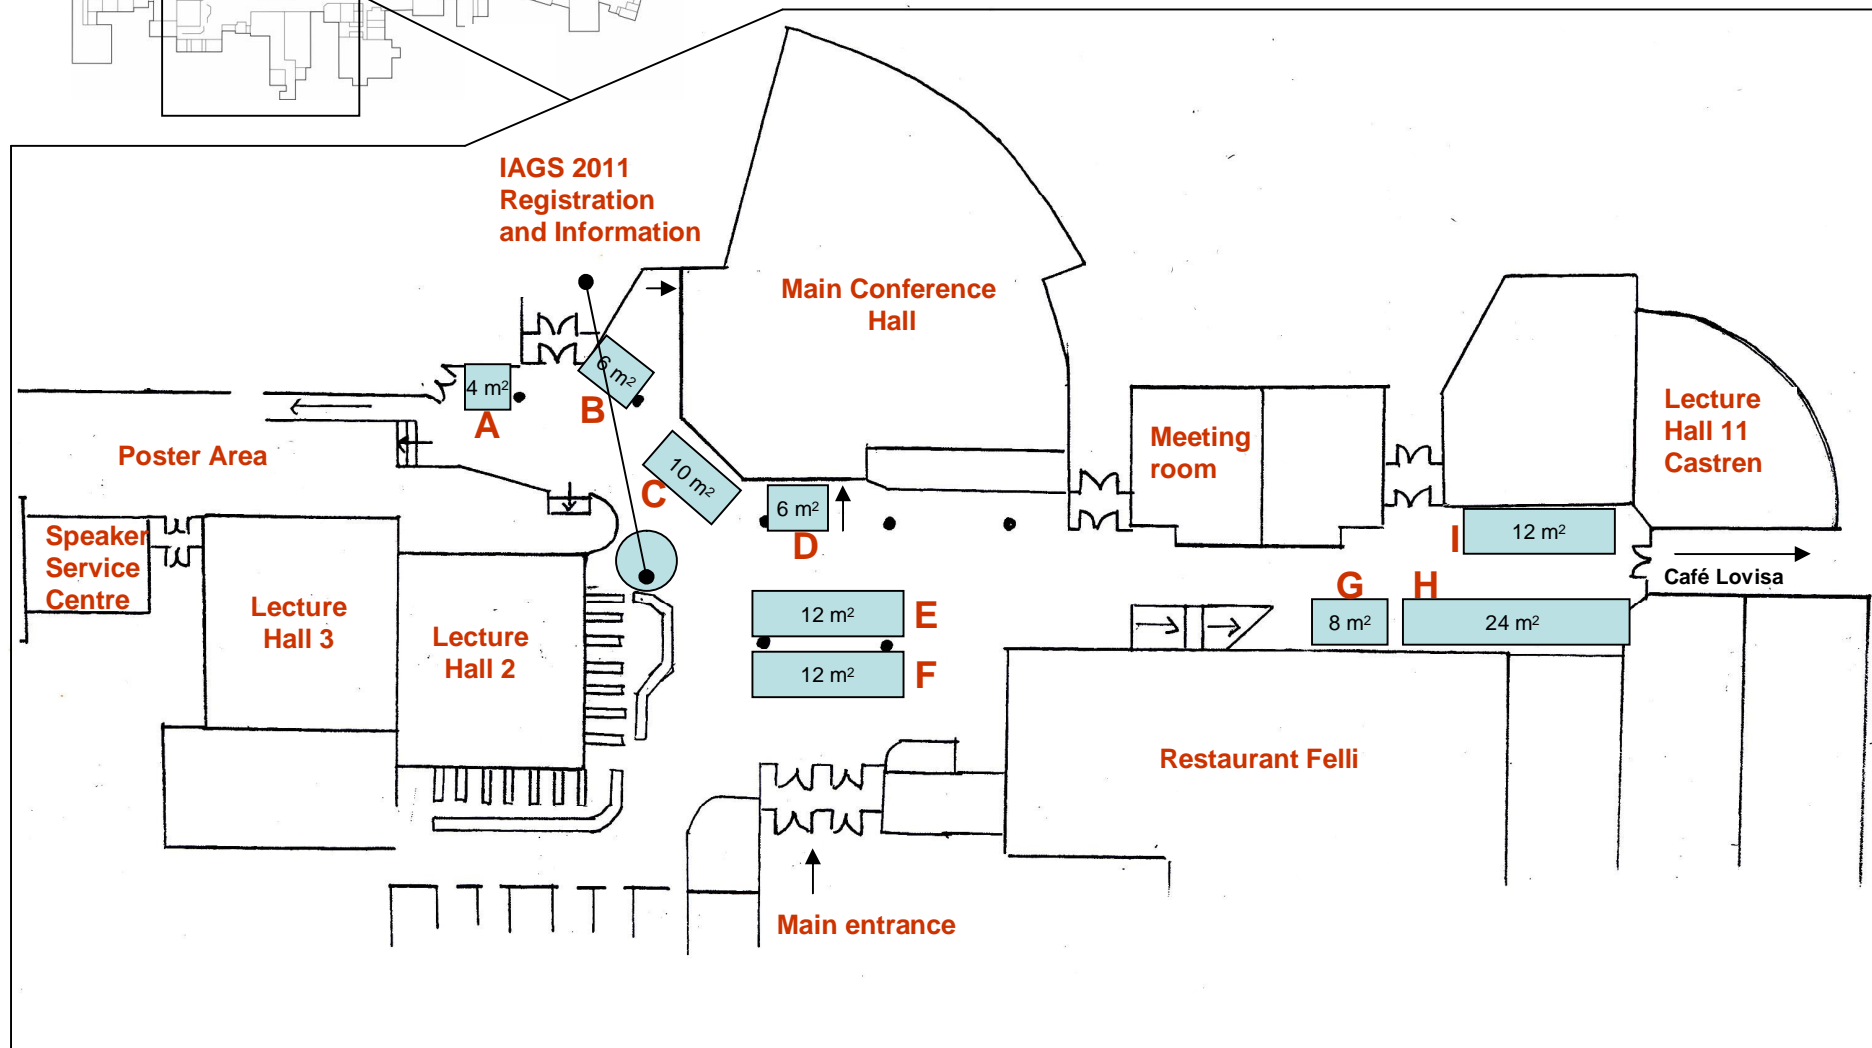 IAGS 2011
Registration
and Information
Main Conference
Hall
6 m²
4 m²
A
B
Poster Area
10 m²
C
6 m²
D
Meeting
room
Lecture
Hall 11
Castren
I
12 m²
Café Lovisa
Speaker
Service
Centre
Lecture
Hall 3
Lecture
Hall 2
12 m²
E
12 m²
F
G
H
8 m²
24 m²
Restaurant Felli
Main entrance